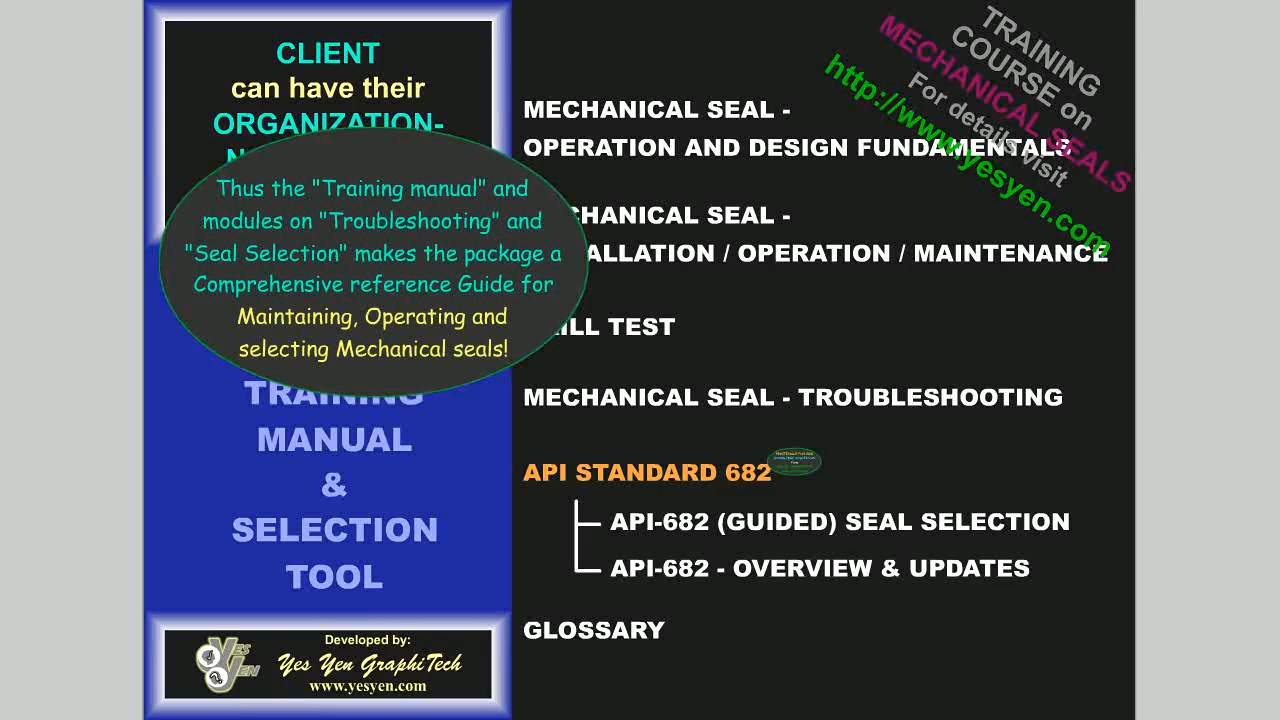 CLIENT
can have their
ORGANIZATION-
Thus the "Training manual" and
modules on "Troubleshooting" and
"Seal Selection" makes the package a
Comprehensive reference Guide for
Maintaining, Operating and
selecting Mechanical seals!
TRAINING
MANUAL
&
SELECTION
TOOL
Developed by:
Yes Yen GraphiTech
www.yesyen.com
YES
YEN
TRAINING
COURSE on
MECHANICAL SEALS
For details visit
http://www.yesyen.com
MECHANICAL SEAL -
OPERATION AND DESIGN FUNDAMENTALS
CHANICAL SEAL -
ALLATION / OPERATION / MAINTENANCE
ILL TEST
MECHANICAL SEAL - TROUBLESHOOTING
API STANDARD 682
API-682 (GUIDED) SEAL SELECTION
API-682 - OVERVIEW & UPDATES
GLOSSARY